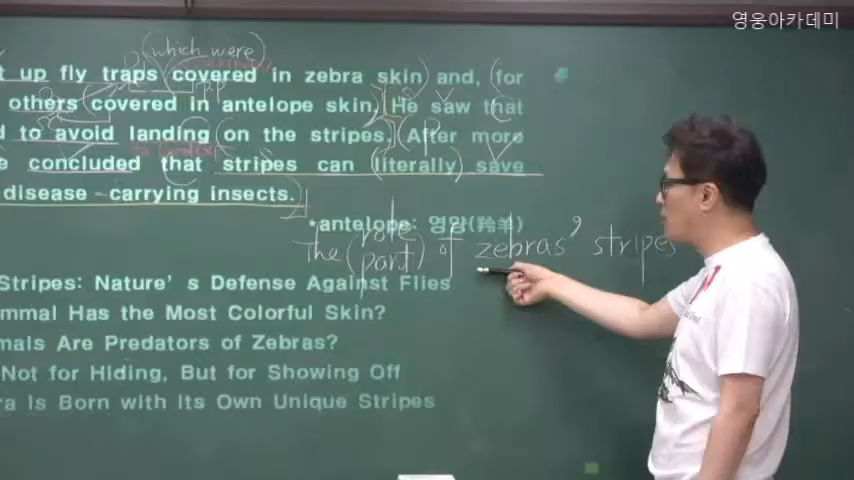 영웅아카데미
(which were)
t up fly traps covered in zebra skin) and, (for
others covered in antelope skin, He saw that
d to avoid landing (on the stripes.) (After more
e concluded that stripes can (literally) save
disease-carrying insects.
*antelope: 영양(羚羊)
The (role part) of zebras' stripes
Stripes: Nature's Defense Against Flies
ammal Has the Most Colorful Skin?
mals Are Predators of Zebras?
Not for Hiding, But for Showing Off
ra Is Born with Its Own Unique Stripes